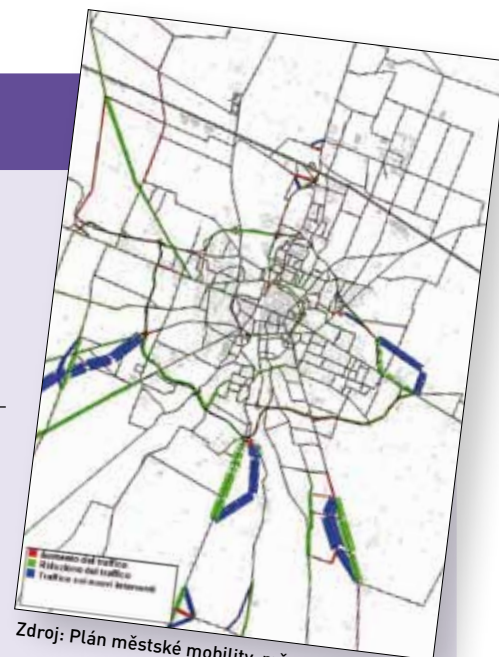 Aumento del traffico
Riduzione del traffico
Traffico sui nuovi interventi
Zdroj: Plán městské mobility